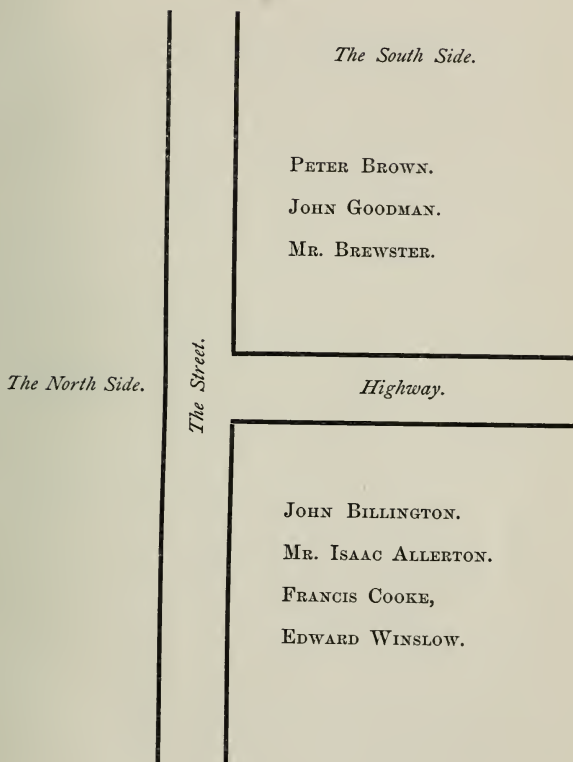 The South Side.
PETER BROWN.
JOHN GOODMAN.
MR. BREWSTER.
The North Side.
The Street.
Highway.
JOHN BILLINGTON.
MR. ISAAC ALLERTON.
FRANCIS COOKE,
EDWARD WINSLOW.